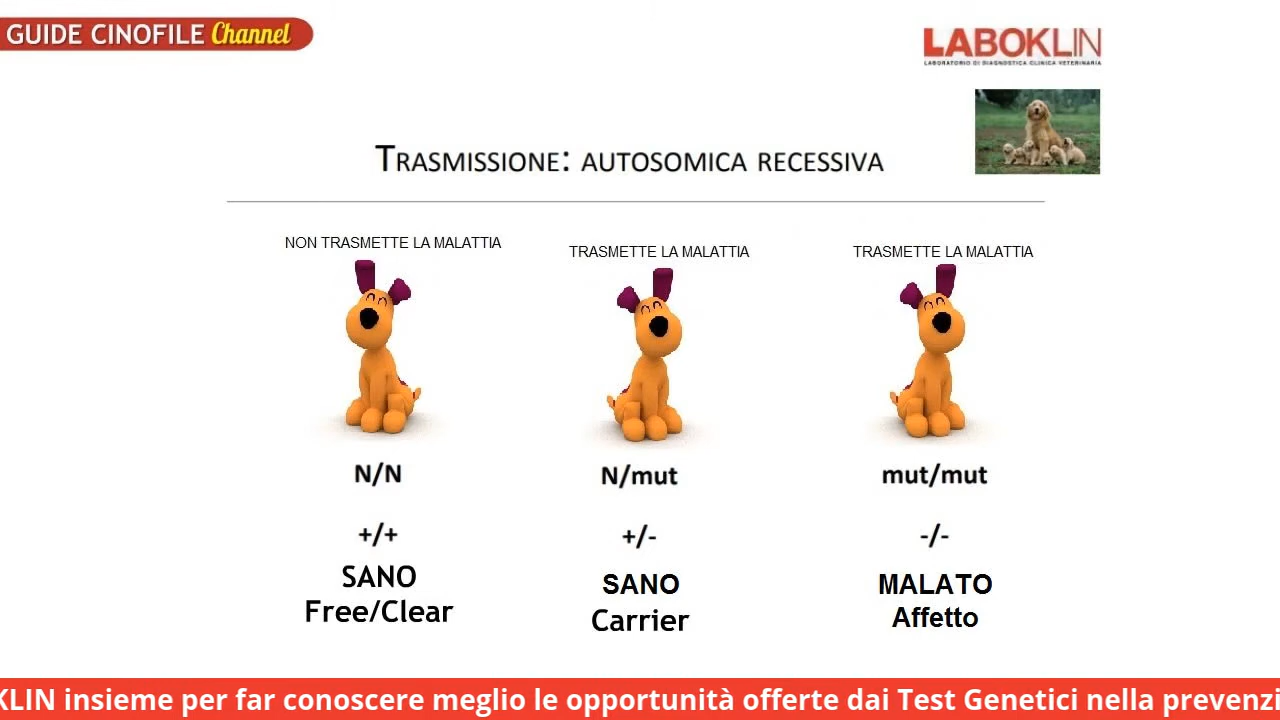 GUIDE CINOFILE Channel
LABOKLIN
LABORATORIO DI DIAGNOSTICA CLINICA VETERINARIA
TRASMISSIONE: AUTOSOMICA RECESSIVA
NON TRASMETTE LA MALATTIA
TRASMETTE LA MALATTIA
TRASMETTE LA MALATTIA
N/N
N/mut
mut/mut
+/+
+/-
-/-
SANO
SANO
MALATO
Free/Clear
Carrier
Affetto
KLIN insieme per far conoscere meglio le opportunità offerte dai Test Genetici nella prevenzi